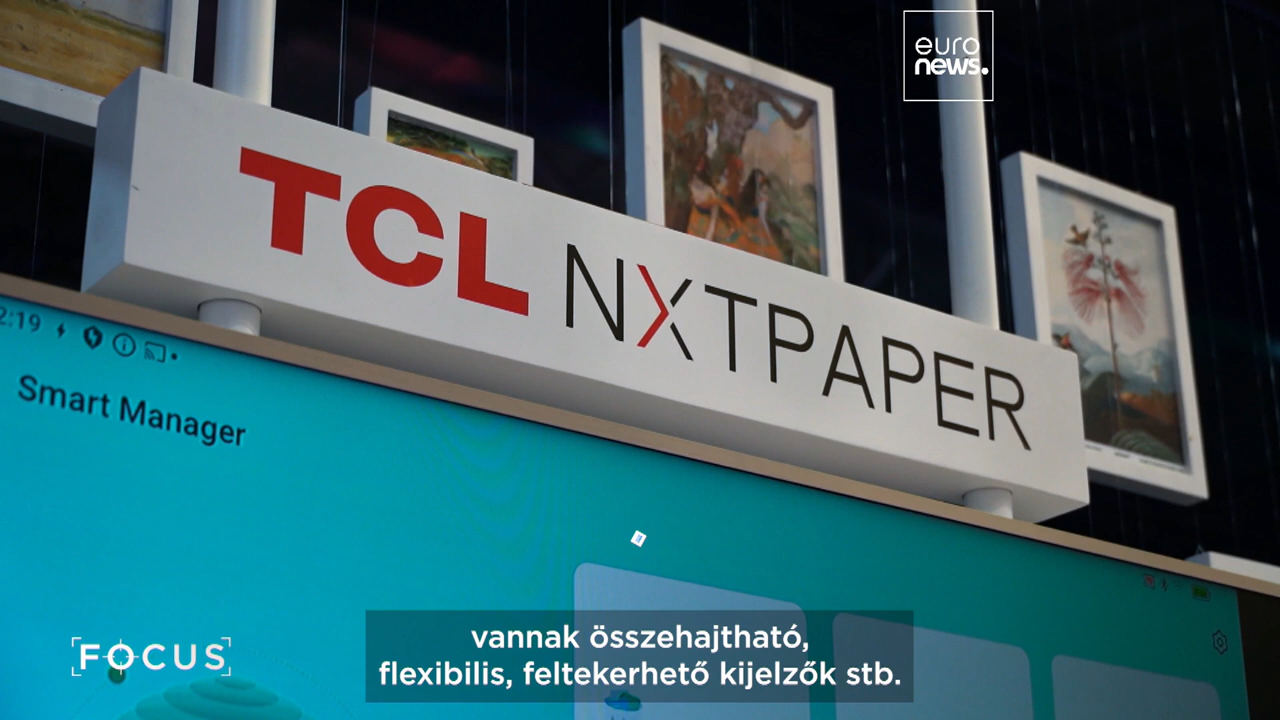 euro
news.
TCL NXTPAPER
2:19
Smart Manager
FOCUS
vannak összehajtható,
flexibilis, feltekerhető kijelzők stb.